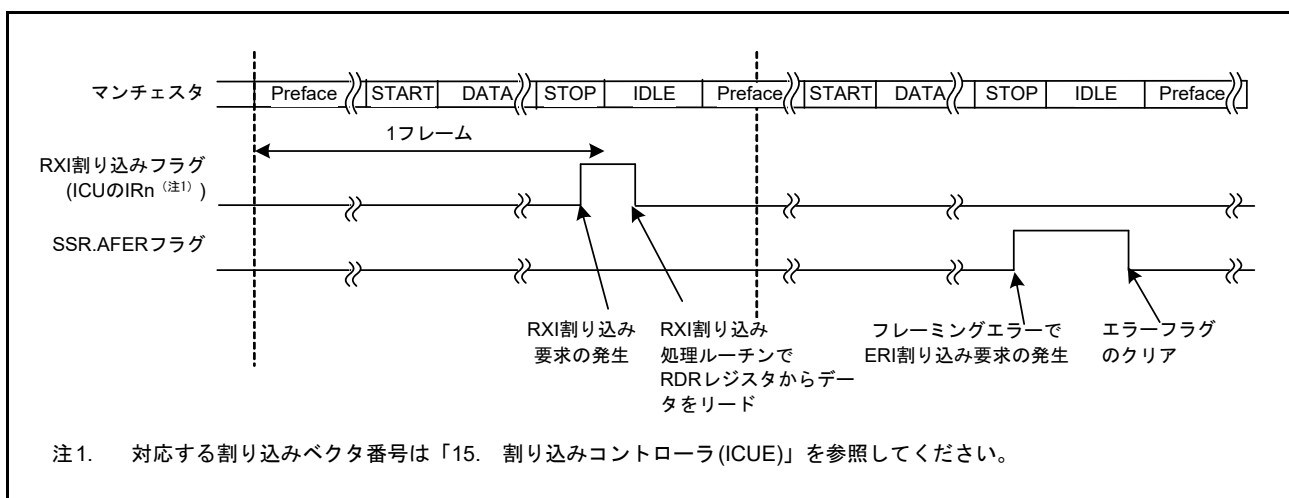 マンチェスタ Preface START DATA STOP IDLE Preface START DATA STOP IDLE Preface
1フレーム
RXI割り込みフラグ
(ICUのIRn（注1）)
SSR.AFERフラグ
RXI割り込み
要求の発生
RXI割り込み
処理ルーチンで
RDRレジスタからデー
タをリード
フレーミングエラーで
ERI割り込み要求の発生
エラーフラグ
のクリア
注1. 対応する割り込みベクタ番号は「15. 割り込みコントローラ(ICUE)」を参照してください。